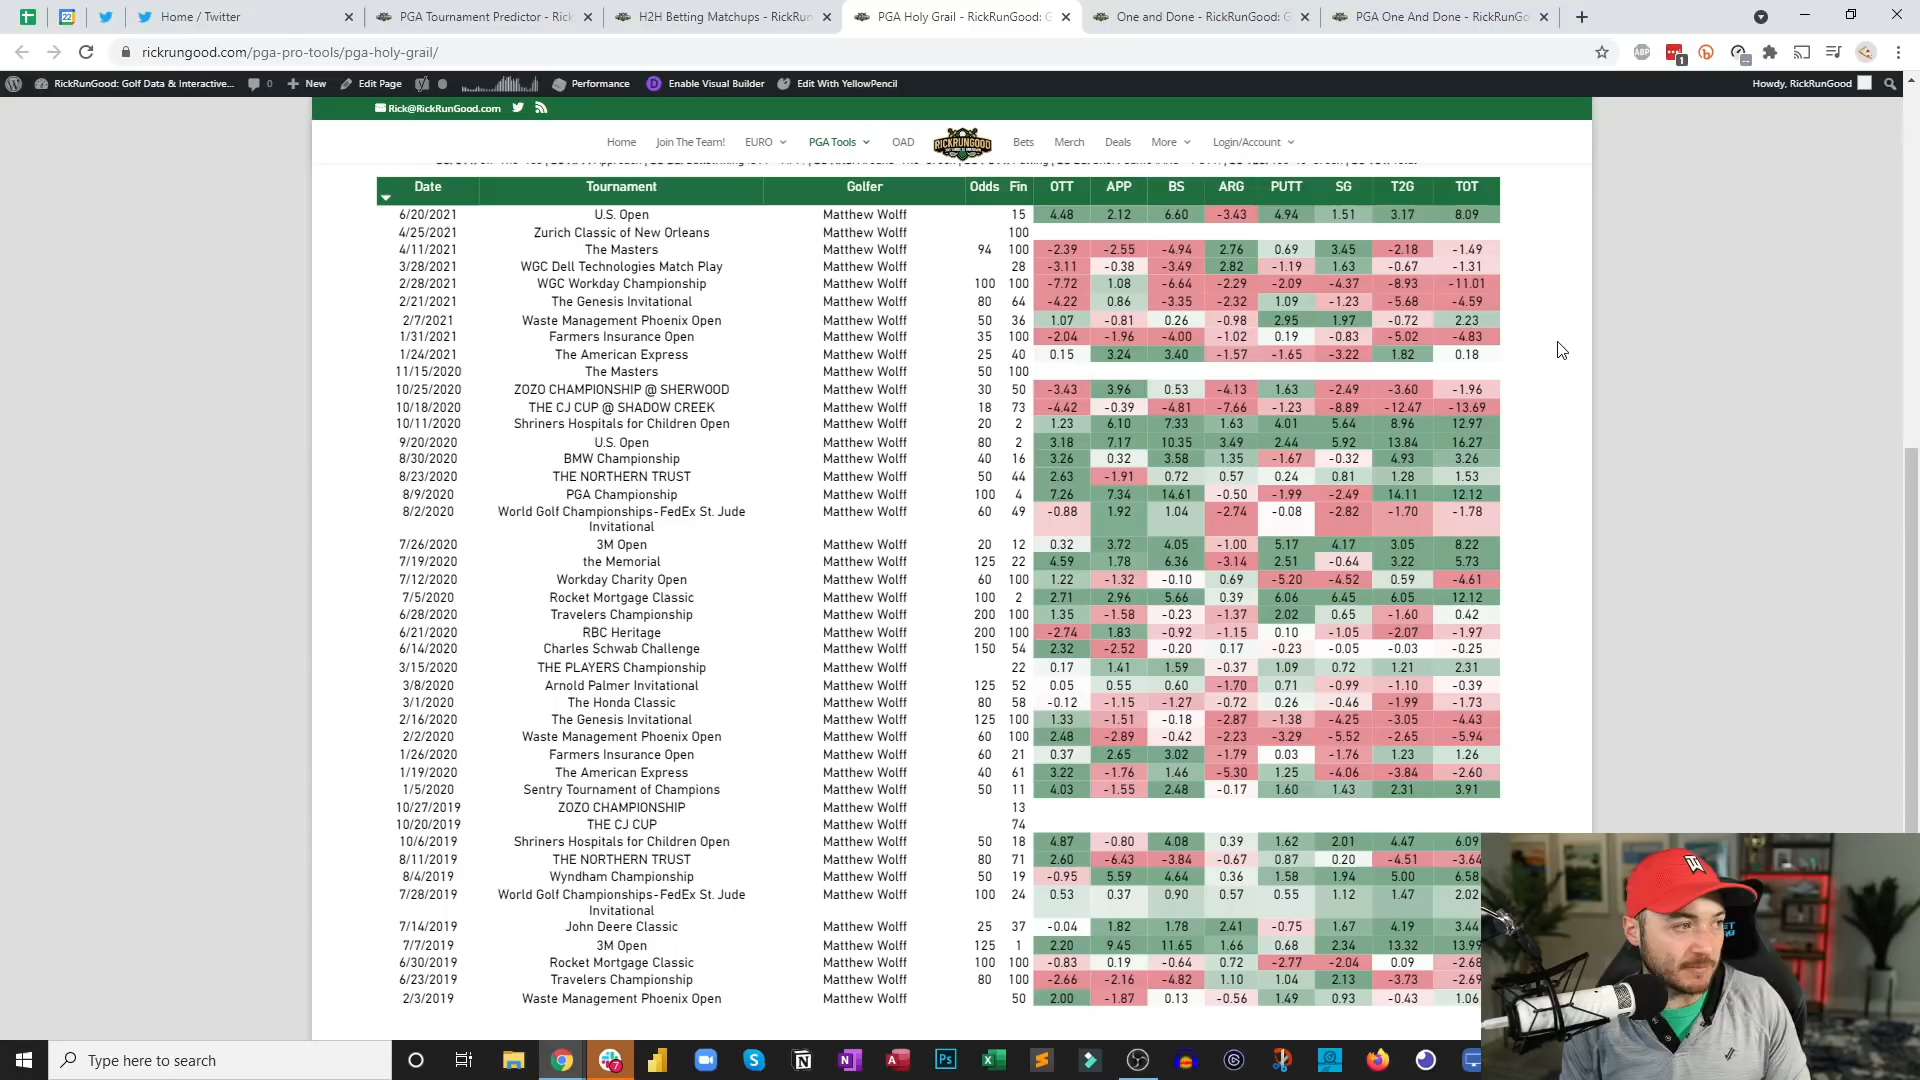 Home / Twitter
PGA Tournament Predictor - Rick
H2H Betting Matchups - RickRun
PGA Holy Grail - RickRunGood: G
One and Done - RickRunGood: G
PGA One And Done - RickRunGo
rickrungood.com/pga-pro-tools/pga-holy-grail/
RickRunGood: Golf Data & Interactive... 0 New Edit Page Performance Enable Visual Builder Edit With YellowPencil Howdy, RickRunGood
Rick@RickRunGood.com
Home Join The Team! EURO PGA Tools OAD RICKRUNGOOD Bets Merch Deals More Login/Account
Date Tournament Golfer Odds Fin OTT APP BS ARG PUTT SG T2G TOT
6/20/2021 U.S. Open Matthew Wolff 15 4.48 2.12 6.60 -3.43 4.94 1.51 3.17 8.09
4/25/2021 Zurich Classic of New Orleans Matthew Wolff 100
4/11/2021 The Masters Matthew Wolff 94 100 -2.39 -2.55 -4.94 2.76 0.69 3.45 -2.18 -1.49
3/28/2021 WGC Dell Technologies Match Play Matthew Wolff 28 -3.11 -0.38 -3.49 2.82 -1.19 1.63 -0.67 -1.31
2/28/2021 WGC Workday Championship Matthew Wolff 100 100 -7.72 1.08 -6.64 -2.29 -2.09 -4.37 -8.93 -11.01
2/21/2021 The Genesis Invitational Matthew Wolff 80 64 -4.22 0.86 -3.35 -2.32 1.09 -1.23 -5.68 -4.59
2/7/2021 Waste Management Phoenix Open Matthew Wolff 50 36 1.07 -0.81 0.26 -0.98 2.95 1.97 -0.72 2.23
1/31/2021 Farmers Insurance Open Matthew Wolff 35 100 -2.04 -1.96 -4.00 -1.02 0.19 -0.83 -5.02 -4.83
1/24/2021 The American Express Matthew Wolff 25 40 0.15 3.24 3.40 -1.57 -1.65 -3.22 1.82 0.18
11/15/2020 The Masters Matthew Wolff 50 100
10/25/2020 ZOZO CHAMPIONSHIP @ SHERWOOD Matthew Wolff 30 50 -3.43 3.96 0.53 -4.13 1.63 -2.49 -3.60 -1.96
10/18/2020 THE CJ CUP @ SHADOW CREEK Matthew Wolff 18 73 -4.42 -0.39 -4.81 -7.66 -1.23 -8.89 -12.47 -13.69
10/11/2020 Shriners Hospitals for Children Open Matthew Wolff 20 2 1.23 6.10 7.33 1.63 4.01 5.64 8.96 12.97
9/20/2020 U.S. Open Matthew Wolff 80 2 3.18 7.17 10.35 3.49 2.44 5.92 13.84 16.27
8/30/2020 BMW Championship Matthew Wolff 40 16 3.26 0.32 3.58 1.35 -1.67 -0.32 4.93 3.26
8/23/2020 THE NORTHERN TRUST Matthew Wolff 50 44 2.63 -1.91 0.72 0.57 0.24 0.81 1.28 1.53
8/9/2020 PGA Championship Matthew Wolff 100 4 7.26 7.34 14.61 -0.50 -1.99 -2.49 14.11 12.12
8/2/2020 World Golf Championships-FedEx St. Jude Matthew Wolff 60 49 -0.88 1.92 1.04 -2.74 -0.08 -2.82 -1.70 -1.78
Invitational
7/26/2020 3M Open Matthew Wolff 20 12 0.32 3.72 4.05 -1.00 5.17 4.17 3.05 8.22
7/19/2020 the Memorial Matthew Wolff 125 22 4.59 1.78 6.36 -3.14 2.51 -0.64 3.22 5.73
7/12/2020 Workday Charity Open Matthew Wolff 60 100 1.22 -1.32 -0.10 0.69 -5.20 -4.52 0.59 -4.61
7/5/2020 Rocket Mortgage Classic Matthew Wolff 100 2 2.71 2.96 5.66 0.39 6.06 6.45 6.05 12.12
6/28/2020 Travelers Championship Matthew Wolff 200 100 1.35 -1.58 -0.23 -1.37 2.02 0.65 -1.60 0.42
6/21/2020 RBC Heritage Matthew Wolff 200 100 -2.74 1.83 -0.92 -1.15 0.10 -1.05 -2.07 -1.97
6/14/2020 Charles Schwab Challenge Matthew Wolff 150 54 2.32 -2.52 -0.20 0.17 -0.23 -0.05 -0.03 -0.25
3/15/2020 THE PLAYERS Championship Matthew Wolff 22 0.17 1.41 1.59 -0.37 1.09 0.72 1.21 2.31
3/8/2020 Arnold Palmer Invitational Matthew Wolff 125 52 0.05 0.55 0.60 -1.70 0.71 -0.99 -1.10 -0.39
3/1/2020 The Honda Classic Matthew Wolff 80 58 -0.12 -1.15 -1.27 -0.72 0.26 -0.46 -1.99 -1.73
2/16/2020 The Genesis Invitational Matthew Wolff 125 100 1.33 -1.51 -0.18 -2.87 -1.38 -4.25 -3.05 -4.43
2/2/2020 Waste Management Phoenix Open Matthew Wolff 60 100 2.48 -2.89 -0.42 -2.23 -3.29 -5.52 -2.65 -5.94
1/26/2020 Farmers Insurance Open Matthew Wolff 60 21 0.37 2.65 3.02 -1.79 0.03 -1.76 1.23 1.26
1/19/2020 The American Express Matthew Wolff 40 61 3.22 -1.76 1.46 -5.30 1.25 -4.06 -3.84 -2.60
1/5/2020 Sentry Tournament of Champions Matthew Wolff 50 11 4.03 -1.55 2.48 -0.17 1.60 1.43 2.31 3.91
10/27/2019 ZOZO CHAMPIONSHIP Matthew Wolff 13
10/20/2019 THE CJ CUP Matthew Wolff 74
10/6/2019 Shriners Hospitals for Children Open Matthew Wolff 50 18 4.87 -0.80 4.08 0.39 1.62 2.01 4.47 6.09
8/11/2019 THE NORTHERN TRUST Matthew Wolff 80 71 2.60 -6.43 -3.84 -0.67 0.87 0.20 -4.51 -3.64
8/4/2019 Wyndham Championship Matthew Wolff 50 19 -0.95 5.59 4.64 0.36 1.58 1.94 5.00 6.58
7/28/2019 World Golf Championships-FedEx St. Jude Matthew Wolff 100 24 0.53 0.37 0.90 0.57 0.55 1.12 1.47 2.02
Invitational
7/14/2019 John Deere Classic Matthew Wolff 25 37 -0.04 1.82 1.78 2.41 -0.75 1.67 4.19 3.44
7/7/2019 3M Open Matthew Wolff 125 1 2.20 9.45 11.65 1.66 0.68 2.34 13.32 13.99
6/30/2019 Rocket Mortgage Classic Matthew Wolff 100 100 -0.83 0.19 -0.64 0.72 -2.77 -2.04 0.09 -2.68
6/23/2019 Travelers Championship Matthew Wolff 80 100 -2.66 -2.16 -4.82 1.10 1.04 2.13 -3.73 -2.69
2/3/2019 Waste Management Phoenix Open Matthew Wolff 50 2.00 -1.87 0.13 -0.56 1.49 0.93 -0.43 1.06
Type here to search